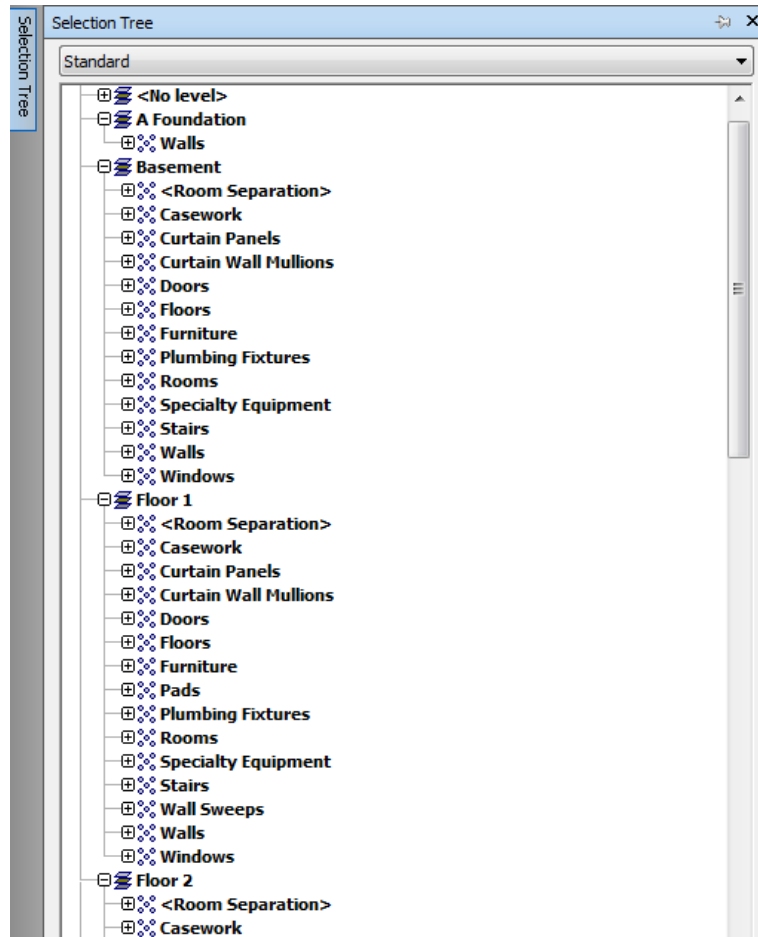 Selection Tree
Selection Tree
Standard
<No level>
A Foundation
Walls
Basement
<Room Separation>
Casework
Curtain Panels
Curtain Wall Mullions
Doors
Floors
Furniture
Plumbing Fixtures
Rooms
Specialty Equipment
Stairs
Walls
Windows
Floor 1
<Room Separation>
Casework
Curtain Panels
Curtain Wall Mullions
Doors
Floors
Furniture
Pads
Plumbing Fixtures
Rooms
Specialty Equipment
Stairs
Wall Sweeps
Walls
Windows
Floor 2
<Room Separation>
Casework